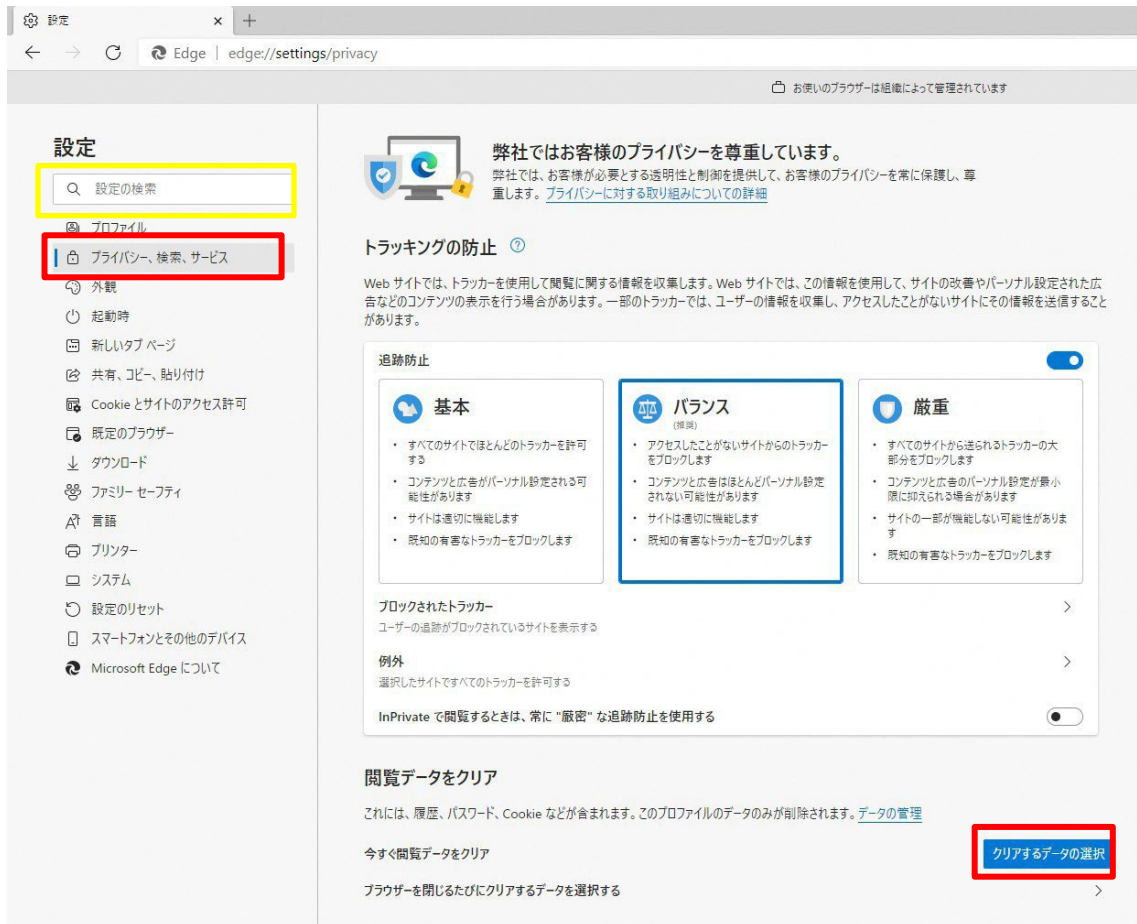 設定
Edge | edge://settings/privacy
お使いのブラウザーは組織によって管理されています
設定
設定の検索
プロファイル
プライバシー、検索、サービス
外観
起動時
新しいタブ ページ
共有、コピー、貼り付け
Cookie とサイトのアクセス許可
既定のブラウザー
ダウンロード
ファミリー セーフティ
言語
プリンター
システム
設定のリセット
スマートフォンとその他のデバイス
Microsoft Edge について
弊社ではお客様のプライバシーを尊重しています。
弊社では、お客様が必要とする透明性と制御を提供して、お客様のプライバシーを常に保護し、尊
重します。プライバシーに対する取り組みについての詳細
トラッキングの防止
Web サイトでは、トラッカーを使用して閲覧に関する情報を収集します。Web サイトでは、この情報を使用して、サイトの改善やパーソナル設定された広
告などのコンテンツの表示を行う場合があります。一部のトラッカーでは、ユーザーの情報を収集し、アクセスしたことがないサイトにその情報を送信すること
があります。
追跡防止
基本
・ すべてのサイトでほとんどのトラッカーを許可
する
・ コンテンツと広告がパーソナル設定される可
能性があります
・ サイトは適切に機能します
・ 既知の有害なトラッカーをブロックします
バランス
(推奨)
・ アクセスしたことがないサイトからのトラッカー
をブロックします
・ コンテンツと広告はほとんどパーソナル設定
されない可能性があります
・ サイトは適切に機能します
・ 既知の有害なトラッカーをブロックします
厳重
・ すべてのサイトから送られるトラッカーの大
部分をブロックします
・ コンテンツと広告のパーソナル設定が最小
限に抑えられる場合があります
・ サイトの一部が機能しない可能性がありま
す
・ 既知の有害なトラッカーをブロックします
ブロックされたトラッカー
ユーザーの追跡がブロックされているサイトを表示する
例外
選択したサイトですべてのトラッカーを許可する
InPrivate で閲覧するときは、常に "厳密" な追跡防止を使用する
閲覧データをクリア
これには、履歴、パスワード、Cookie などが含まれます。このプロファイルのデータのみが削除されます。データの管理
今すぐ閲覧データをクリア
クリアするデータの選択
ブラウザーを閉じるたびにクリアするデータを選択する